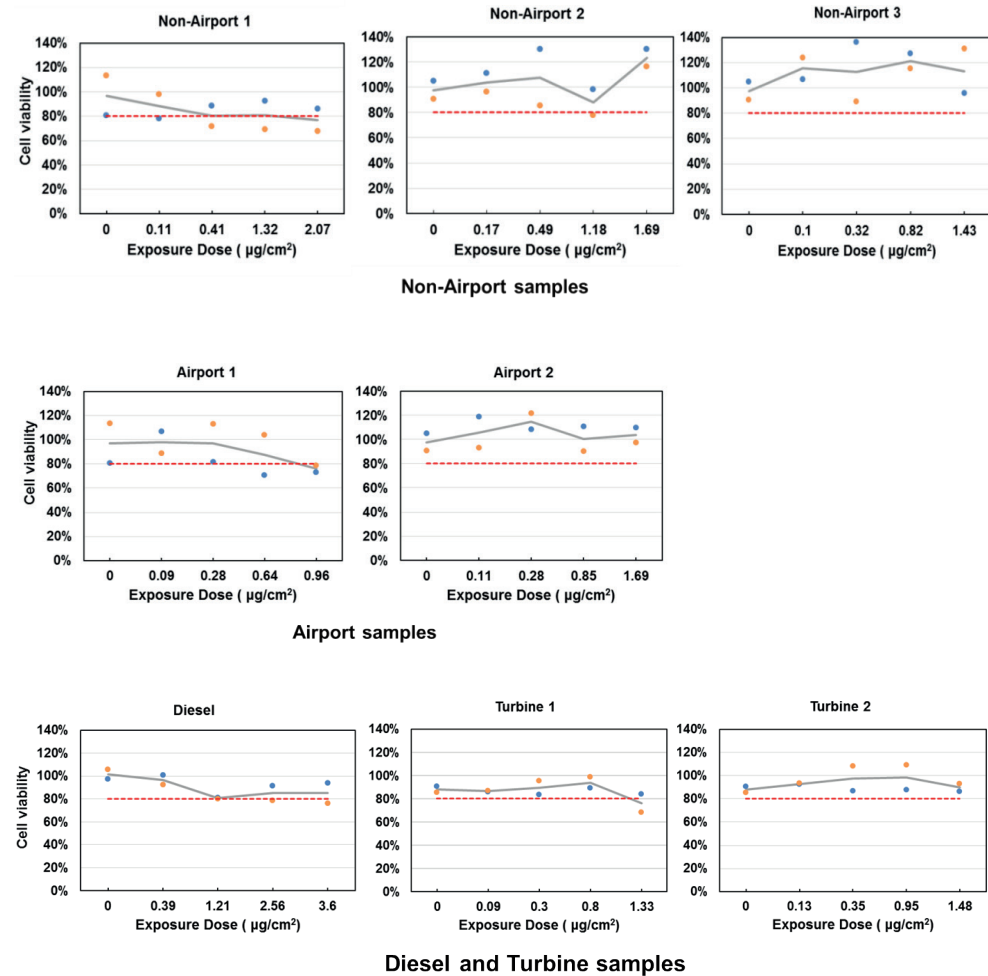 Non-Airport 1
Non-Airport 2
Non-Airport 3
Cell viability
140%
120%
100%
80%
60%
40%
20%
0%
0 0.11 0.41 1.32 2.07
Exposure Dose ( µg/cm²)
140%
120%
100%
80%
60%
40%
20%
0%
0 0.17 0.49 1.18 1.69
Exposure Dose ( µg/cm²)
140%
120%
100%
80%
60%
40%
20%
0%
0 0.1 0.32 0.82 1.43
Exposure Dose ( µg/cm²)
Non-Airport samples
Airport 1
Airport 2
Cell viability
140%
120%
100%
80%
60%
40%
20%
0%
0 0.09 0.28 0.64 0.96
Exposure Dose ( µg/cm²)
140%
120%
100%
80%
60%
40%
20%
0%
0 0.11 0.28 0.85 1.69
Exposure Dose ( µg/cm²)
Airport samples
Diesel
Turbine 1
Turbine 2
Cell viability
140%
120%
100%
80%
60%
40%
20%
0%
0 0.39 1.21 2.56 3.6
Exposure Dose ( µg/cm²)
140%
120%
100%
80%
60%
40%
20%
0%
0 0.09 0.3 0.8 1.33
Exposure Dose ( µg/cm²)
140%
120%
100%
80%
60%
40%
20%
0%
0 0.13 0.35 0.95 1.48
Exposure Dose ( µg/cm²)
Diesel and Turbine samples